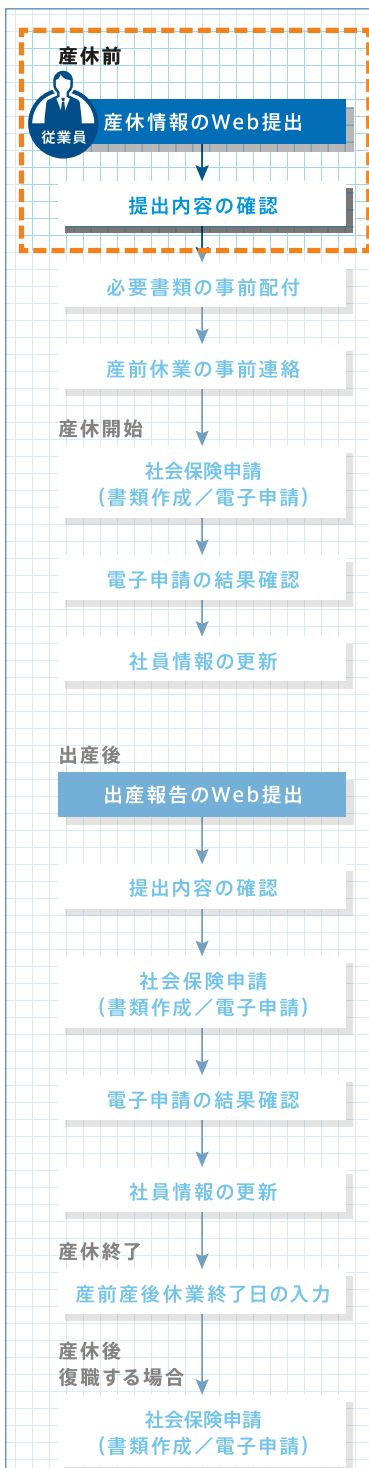 産休前
従業員
産休情報のWeb提出
提出内容の確認
必要書類の事前配付
産前休業の事前連絡
産休開始
社会保険申請
(書類作成／電子申請)
電子申請の結果確認
社員情報の更新
出産後
出産報告のWeb提出
提出内容の確認
社会保険申請
(書類作成／電子申請)
電子申請の結果確認
社員情報の更新
産休終了
産前産後休業終了日の入力
産休後
復職する場合
社会保険申請
(書類作成／電子申請)